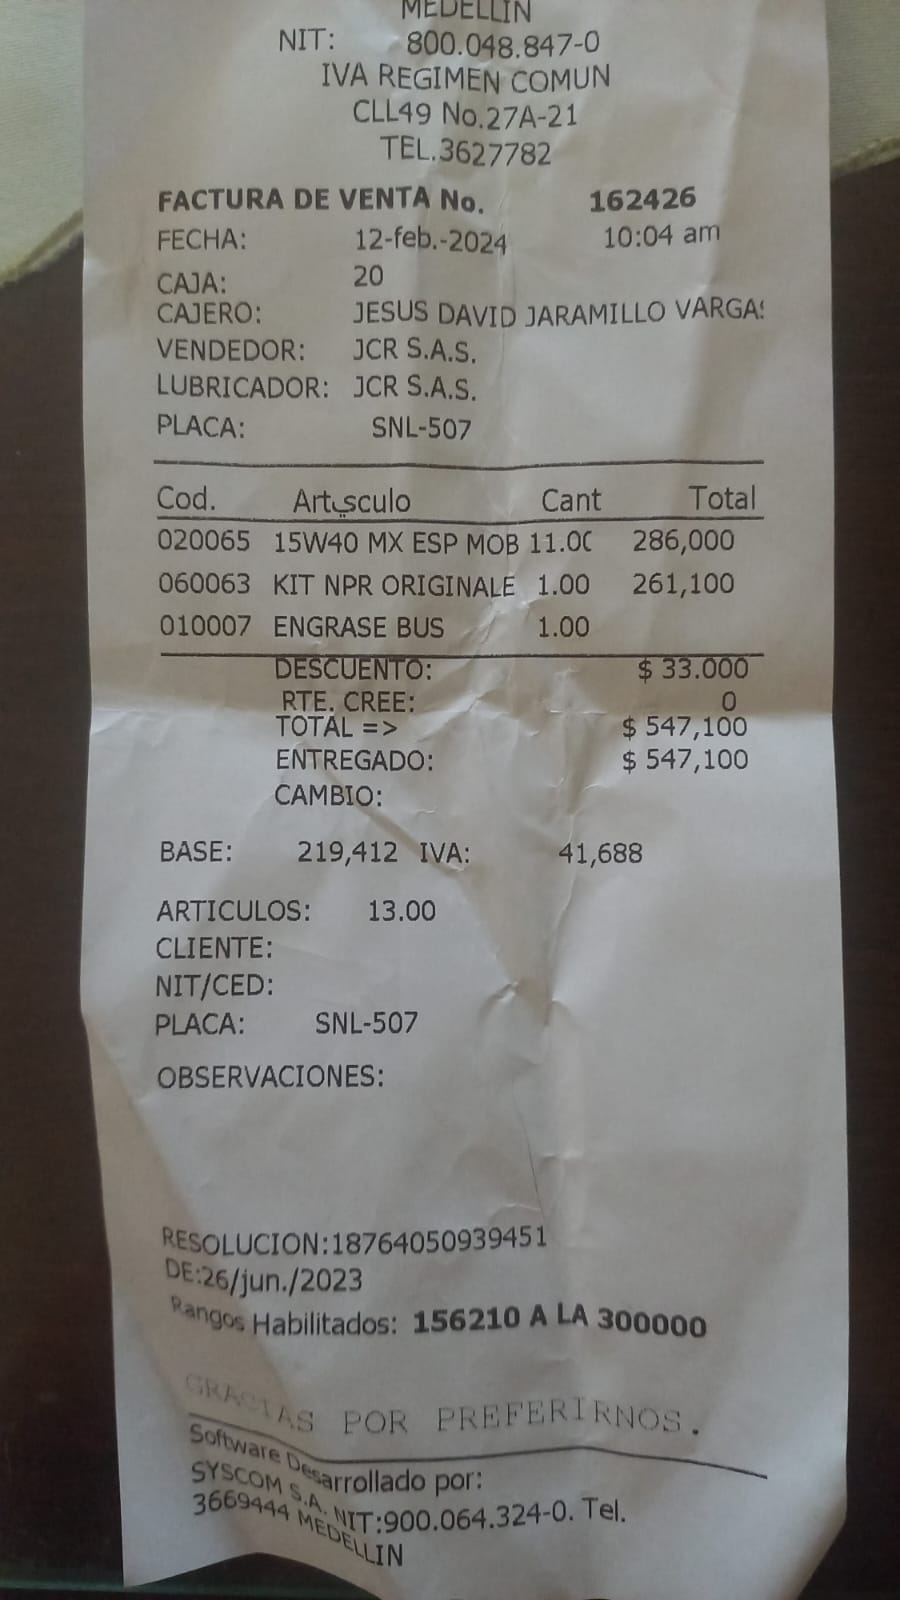 MEDELLIN
NIT: 800.048.847-0
IVA REGIMEN COMUN
CLL49 No.27A-21
TEL.3627782
FACTURA DE VENTA No. 162426
FECHA: 12-feb.-2024 10:04 am
CAJA: 20
CAJERO: JESUS DAVID JARAMILLO VARGAS
VENDEDOR: JCR S.A.S.
LUBRICADOR: JCR S.A.S.
PLACA: SNL-507
Cod. Artڝsculo Cant Total
020065 15W40 MX ESP MOB 11.00 286,000
060063 KIT NPR ORIGINALE 1.00 261,100
010007 ENGRASE BUS 1.00
DESCUENTO: $ 33.000
RTE. CREE: 0
TOTAL => $ 547,100
ENTREGADO: $ 547,100
CAMBIO:
BASE: 219,412 IVA: 41,688
ARTICULOS: 13.00
CLIENTE:
NIT/CED:
PLACA: SNL-507
OBSERVACIONES:
RESOLUCION:18764050939451
DE:26/jun./2023
Rangos Habilitados: 156210 A LA 300000
GRACIAS POR PREFERIRNOS.
Software Desarrollado por:
SYSCOM S.A. NIT:900.064.324-0. Tel.
3669444 MEDELLIN